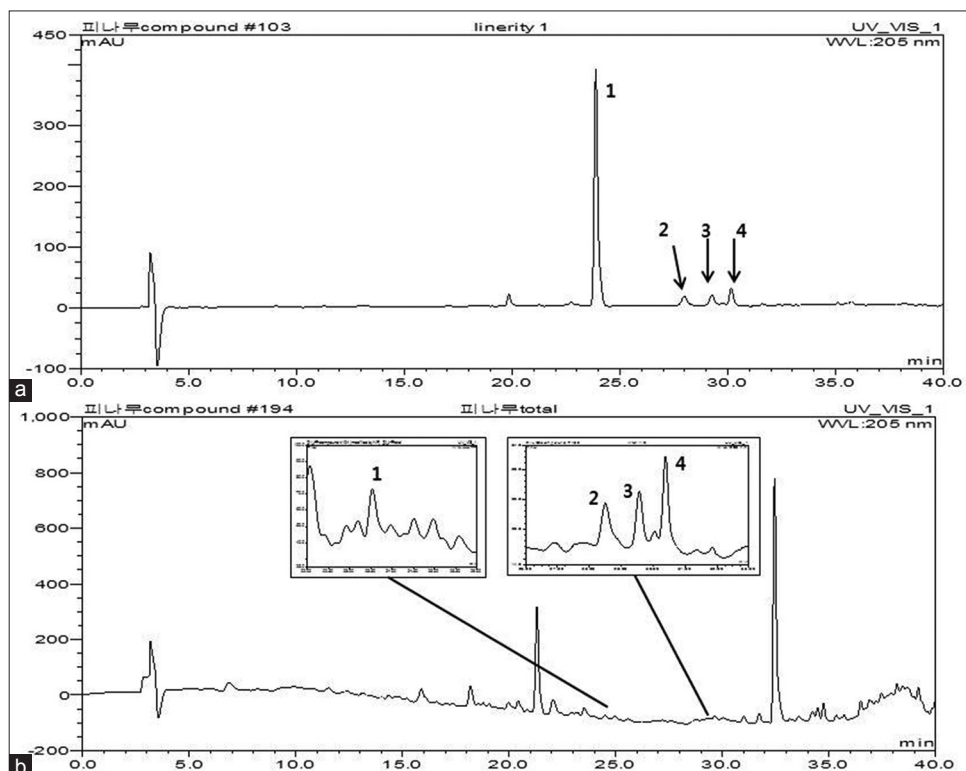 피나무compound #103 linerity 1 UV_VIS_1
mAU WVL:205 nm
450
300
200
100
0
-100
1
2 3 4
min
0.0 5.0 10.0 15.0 20.0 25.0 30.0 35.0 40.0
a
피나무compound #194 피나무total UV_VIS_1
mAU WVL:205 nm
1,000
800
600
400
200
0
-200
1
2 3 4
min
0.0 5.0 10.0 15.0 20.0 25.0 30.0 35.0 40.0
b